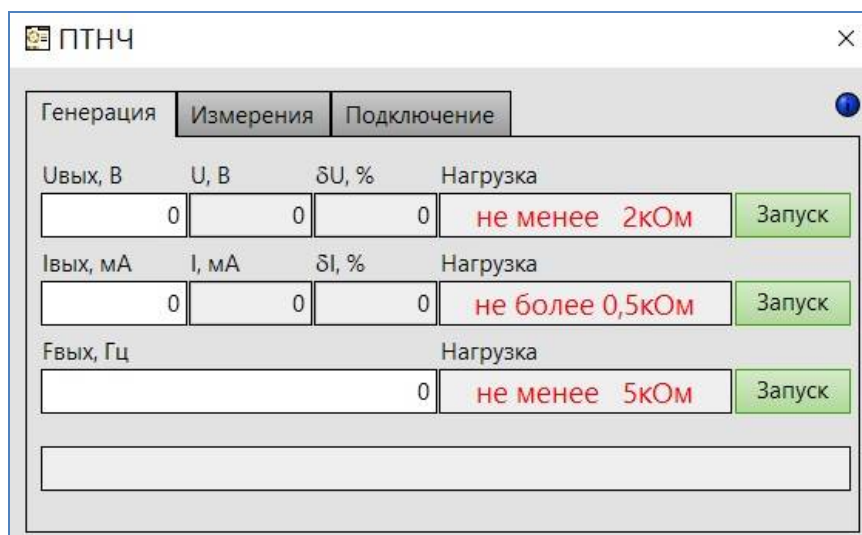 ПТНЧ
Генерация Измерения Подключение
Uвых, В U, В δU, % Нагрузка
0 0 0 не менее 2кОм Запуск
Iвых, мА I, мА δI, % Нагрузка
0 0 0 не более 0,5кОм Запуск
Fвых, Гц Нагрузка
0 не менее 5кОм Запуск